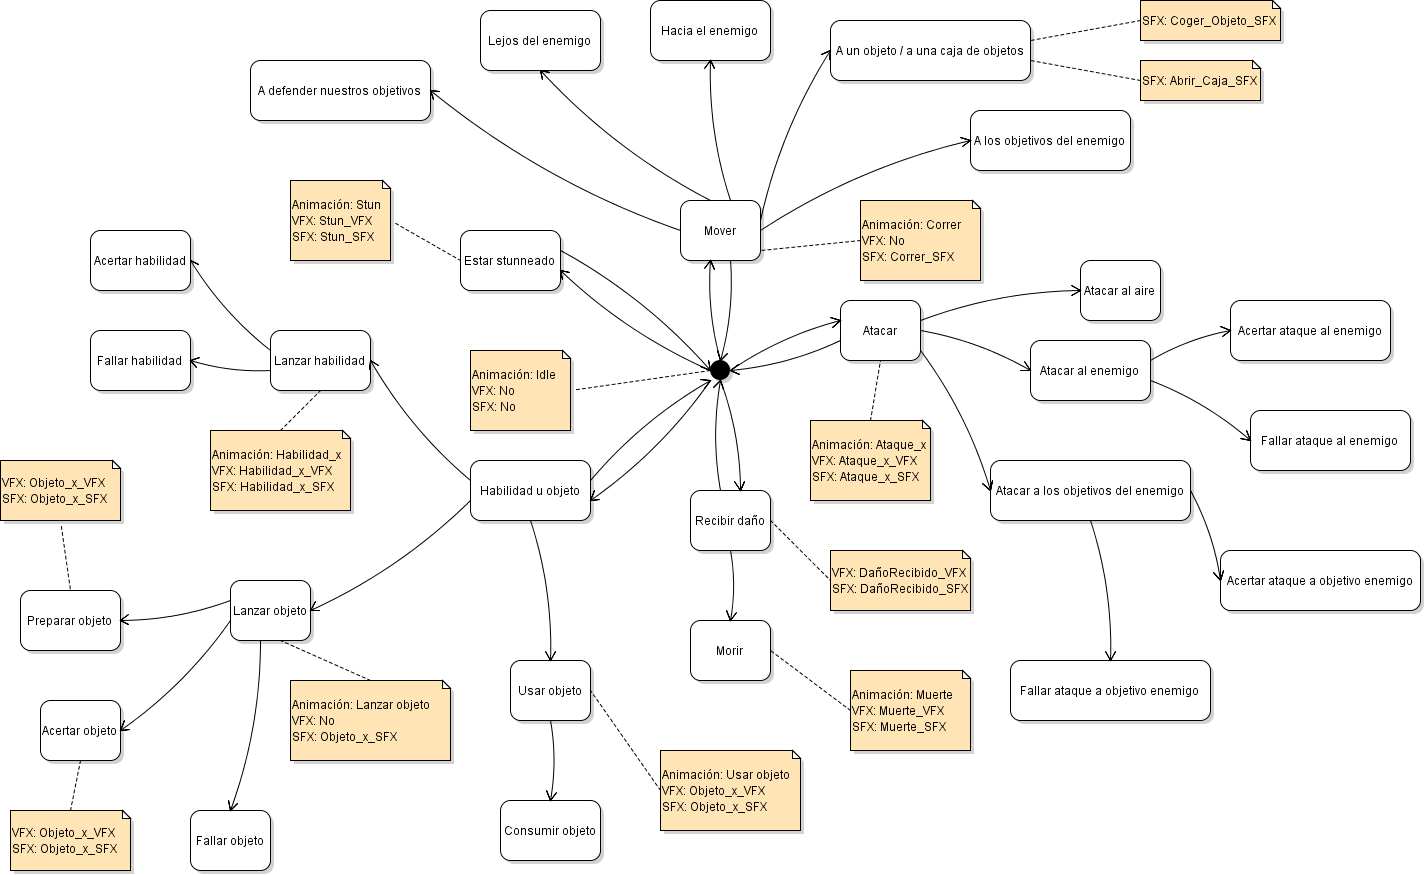 SFX: Coger_Objeto_SFX
Hacia el enemigo
Lejos del enemigo
A un objeto / a una caja de objetos
SFX: Abrir_Caja_SFX
A defender nuestros objetivos
A los objetivos del enemigo
Animación: Stun
VFX: Stun_VFX
SFX: Stun_SFX
Mover
Animación: Correr
VFX: No
SFX: Correr_SFX
Acertar habilidad
Estar stunneado
Atacar al aire
Atacar
Acertar ataque al enemigo
Fallar habilidad
Lanzar habilidad
Animación: Idle
VFX: No
SFX: No
Atacar al enemigo
Animación: Habilidad_x
VFX: Habilidad_x_VFX
SFX: Habilidad_x_SFX
Animación: Ataque_x
VFX: Ataque_x_VFX
SFX: Ataque_x_SFX
Fallar ataque al enemigo
VFX: Objeto_x_VFX
SFX: Objeto_x_SFX
Habilidad u objeto
Atacar a los objetivos del enemigo
Recibir daño
VFX: DañoRecibido_VFX
SFX: DañoRecibido_SFX
Acertar ataque a objetivo enemigo
Preparar objeto
Lanzar objeto
Morir
Usar objeto
Fallar ataque a objetivo enemigo
Animación: Lanzar objeto
VFX: No
SFX: Objeto_x_SFX
Animación: Muerte
VFX: Muerte_VFX
SFX: Muerte_SFX
Acertar objeto
Animación: Usar objeto
VFX: Objeto_x_VFX
SFX: Objeto_x_SFX
VFX: Objeto_x_VFX
SFX: Objeto_x_SFX
Fallar objeto
Consumir objeto